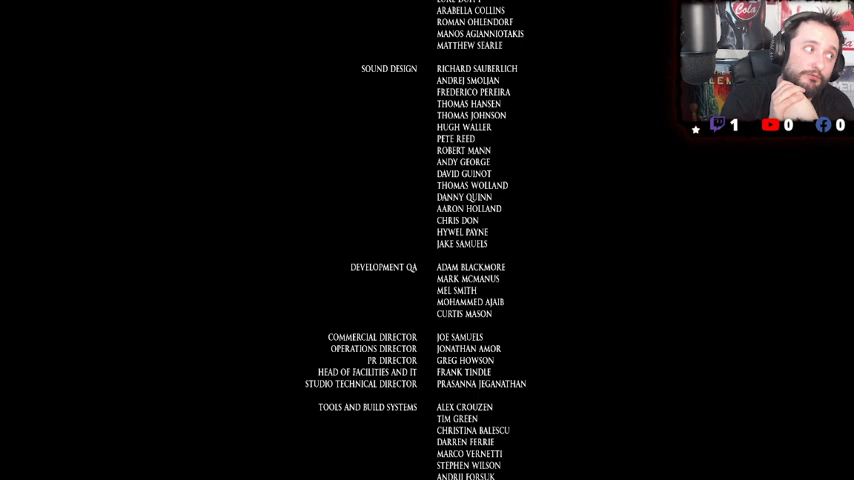 ARABELLA COLLINS
ROMAN OHLENDORF
MANOS AGIANNIOTAKIS
MATTHEW SEARLE
SOUND DESIGN RICHARD SAUBERLICH
ANDREJ SMOLJAN
FREDERICO PEREIRA
THOMAS HANSEN
THOMAS JOHNSON
HUGH WALLER
PETE REED
ROBERT MANN
ANDY GEORGE
DAVID GUINOT
THOMAS WOLLAND
DANNY QUINN
AARON HOLLAND
CHRIS DON
HYWEL PAYNE
JAKE SAMUELS
DEVELOPMENT QA ADAM BLACKMORE
MARK MCMANUS
MEL SMITH
MOHAMMED AJAIB
CURTIS MASON
COMMERCIAL DIRECTOR JOE SAMUELS
OPERATIONS DIRECTOR JONATHAN AMOR
PR DIRECTOR GREG HOWSON
HEAD OF FACILITIES AND IT FRANK TINDLE
STUDIO TECHNICAL DIRECTOR PRASANNA JEGANATHAN
TOOLS AND BUILD SYSTEMS ALEX CROUZEN
TIM GREEN
CHRISTINA BALESCU
DARREN FERRIE
MARCO VERNETTI
STEPHEN WILSON
ANDRII FORSUK
Cola
1 0 0